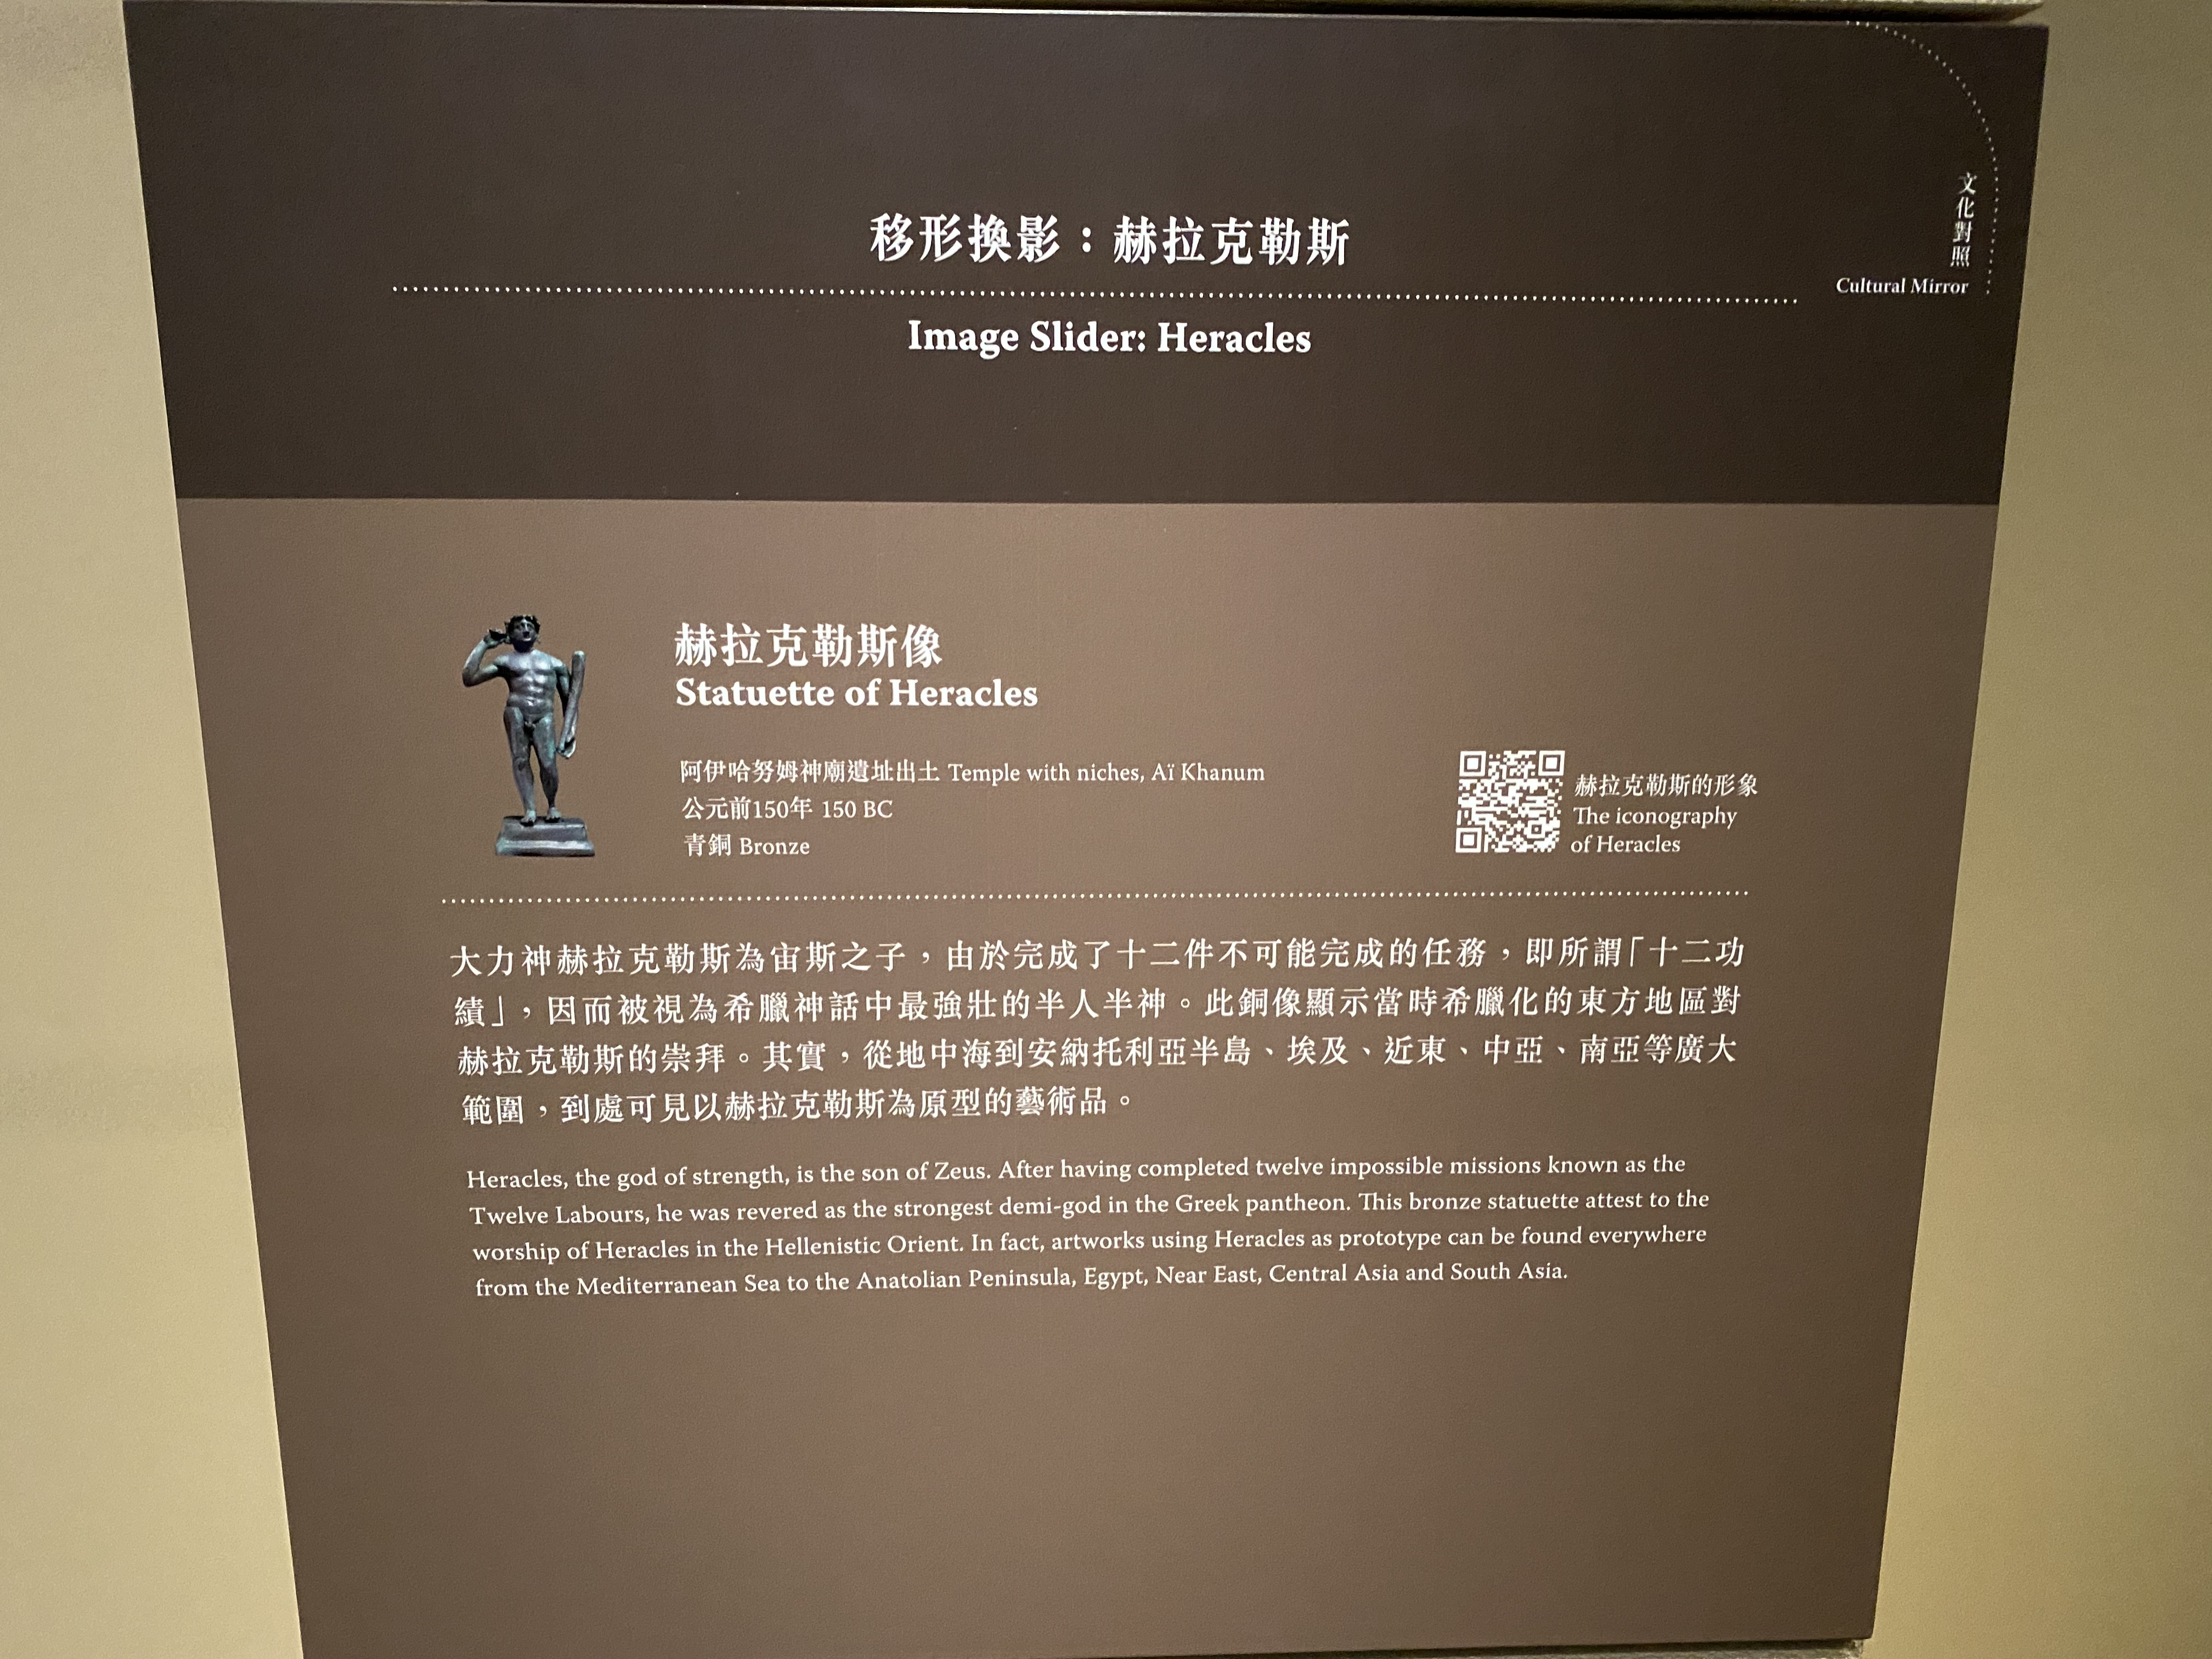 移形換影：赫拉克勒斯
Image Slider: Heracles
文化對照
Cultural Mirror
赫拉克勒斯像
Statuette of Heracles
阿伊哈努姆神廟遺址出土 Temple with niches, Aï Khanum
公元前150年 150 BC
青銅 Bronze
赫拉克勒斯的形象
The iconography
of Heracles
大力神赫拉克勒斯為宙斯之子，由於完成了十二件不可能完成的任務，即所謂「十二功
績」，因而被視為希臘神話中最強壯的半人半神。此銅像顯示當時希臘化的東方地區對
赫拉克勒斯的崇拜。其實，從地中海到安納托利亞半島、埃及、近東、中亞、南亞等廣大
範圍，到處可見以赫拉克勒斯為原型的藝術品。
Heracles, the god of strength, is the son of Zeus. After having completed twelve impossible missions known as the
Twelve Labours, he was revered as the strongest demi-god in the Greek pantheon. This bronze statuette attest to the
worship of Heracles in the Hellenistic Orient. In fact, artworks using Heracles as prototype can be found everywhere
from the Mediterranean Sea to the Anatolian Peninsula, Egypt, Near East, Central Asia and South Asia.